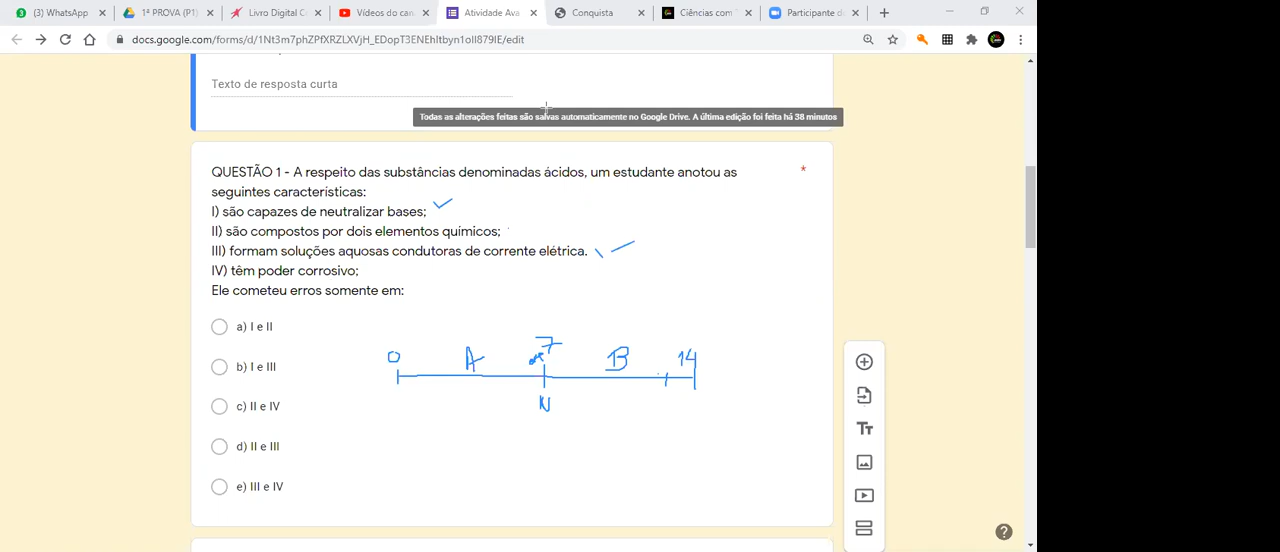 (3) WhatsApp
1ª PROVA (P1)
Livro Digital C
Vídeos do can
Atividade Ava
Conquista
Ciências com
Participante d
docs.google.com/forms/d/1Nt3m7phZPfXRZLXVjH_EDopT3ENEhItbyn1oIl879IE/edit
Texto de resposta curta
Todas as alterações feitas são salvas automaticamente no Google Drive. A última edição foi feita há 38 minutos
QUESTÃO 1 - A respeito das substâncias denominadas ácidos, um estudante anotou as *
seguintes características:
I) são capazes de neutralizar bases;
II) são compostos por dois elementos químicos;
III) formam soluções aquosas condutoras de corrente elétrica.
IV) têm poder corrosivo;
Ele cometeu erros somente em:
a) I e II
0 A 7 B 14
b) I e III
N
c) II e IV
d) II e III
e) III e IV
Tт